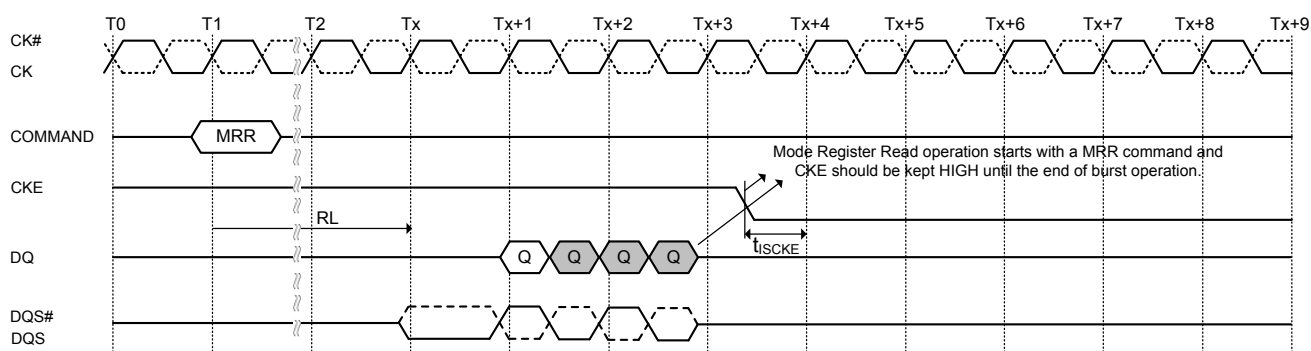 T0 T1 T2 Tx Tx+1 Tx+2 Tx+3 Tx+4 Tx+5 Tx+6 Tx+7 Tx+8 Tx+9
CK#
CK
COMMAND
MRR
Mode Register Read operation starts with a MRR command and
CKE should be kept HIGH until the end of burst operation.
CKE
RL
tISCKE
DQ
Q Q Q Q
DQS#
DQS